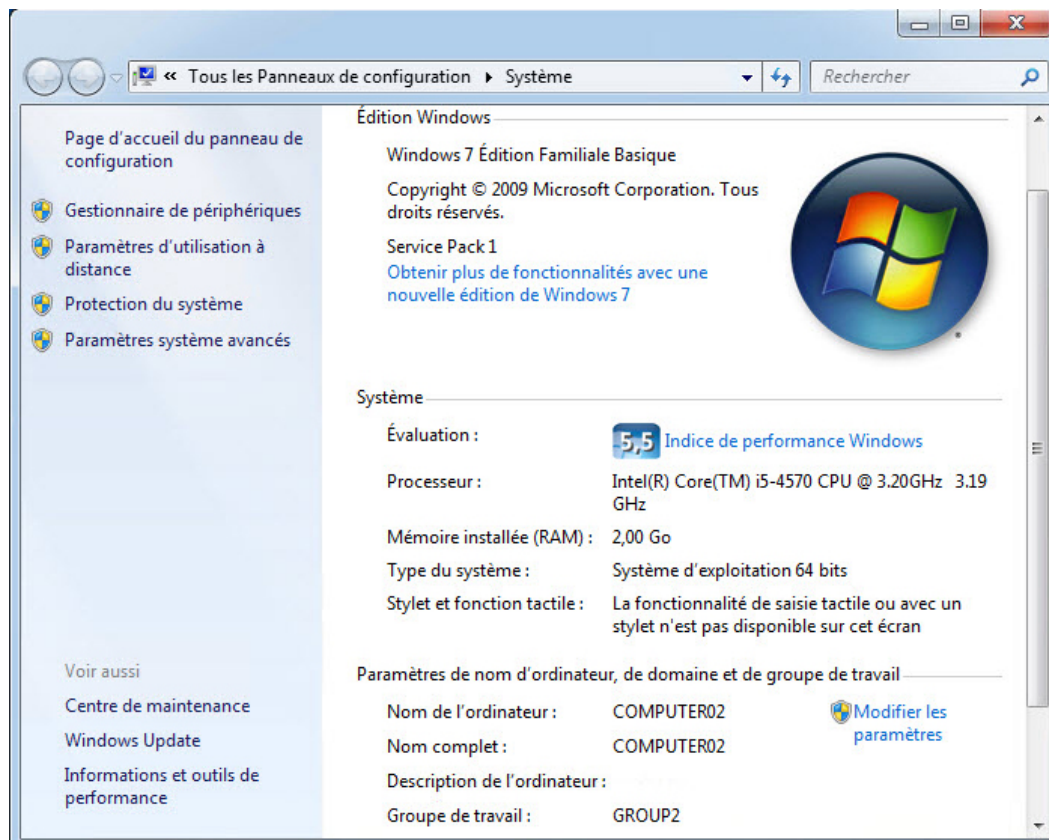 « Tous les Panneaux de configuration ▸ Système
Rechercher
Page d'accueil du panneau de
configuration
Gestionnaire de périphériques
Paramètres d'utilisation à
distance
Protection du système
Paramètres système avancés
Voir aussi
Centre de maintenance
Windows Update
Informations et outils de
performance
Édition Windows
Windows 7 Édition Familiale Basique
Copyright © 2009 Microsoft Corporation. Tous
droits réservés.
Service Pack 1
Obtenir plus de fonctionnalités avec une
nouvelle édition de Windows 7
Système
Évaluation :
5,5 Indice de performance Windows
Processeur :
Intel(R) Core(TM) i5-4570 CPU @ 3.20GHz 3.19
GHz
Mémoire installée (RAM) : 2,00 Go
Type du système : Système d'exploitation 64 bits
Stylet et fonction tactile : La fonctionnalité de saisie tactile ou avec un
stylet n'est pas disponible sur cet écran
Paramètres de nom d'ordinateur, de domaine et de groupe de travail
Nom de l'ordinateur : COMPUTER02
Modifier les
paramètres
Nom complet : COMPUTER02
Description de l'ordinateur :
Groupe de travail : GROUP2